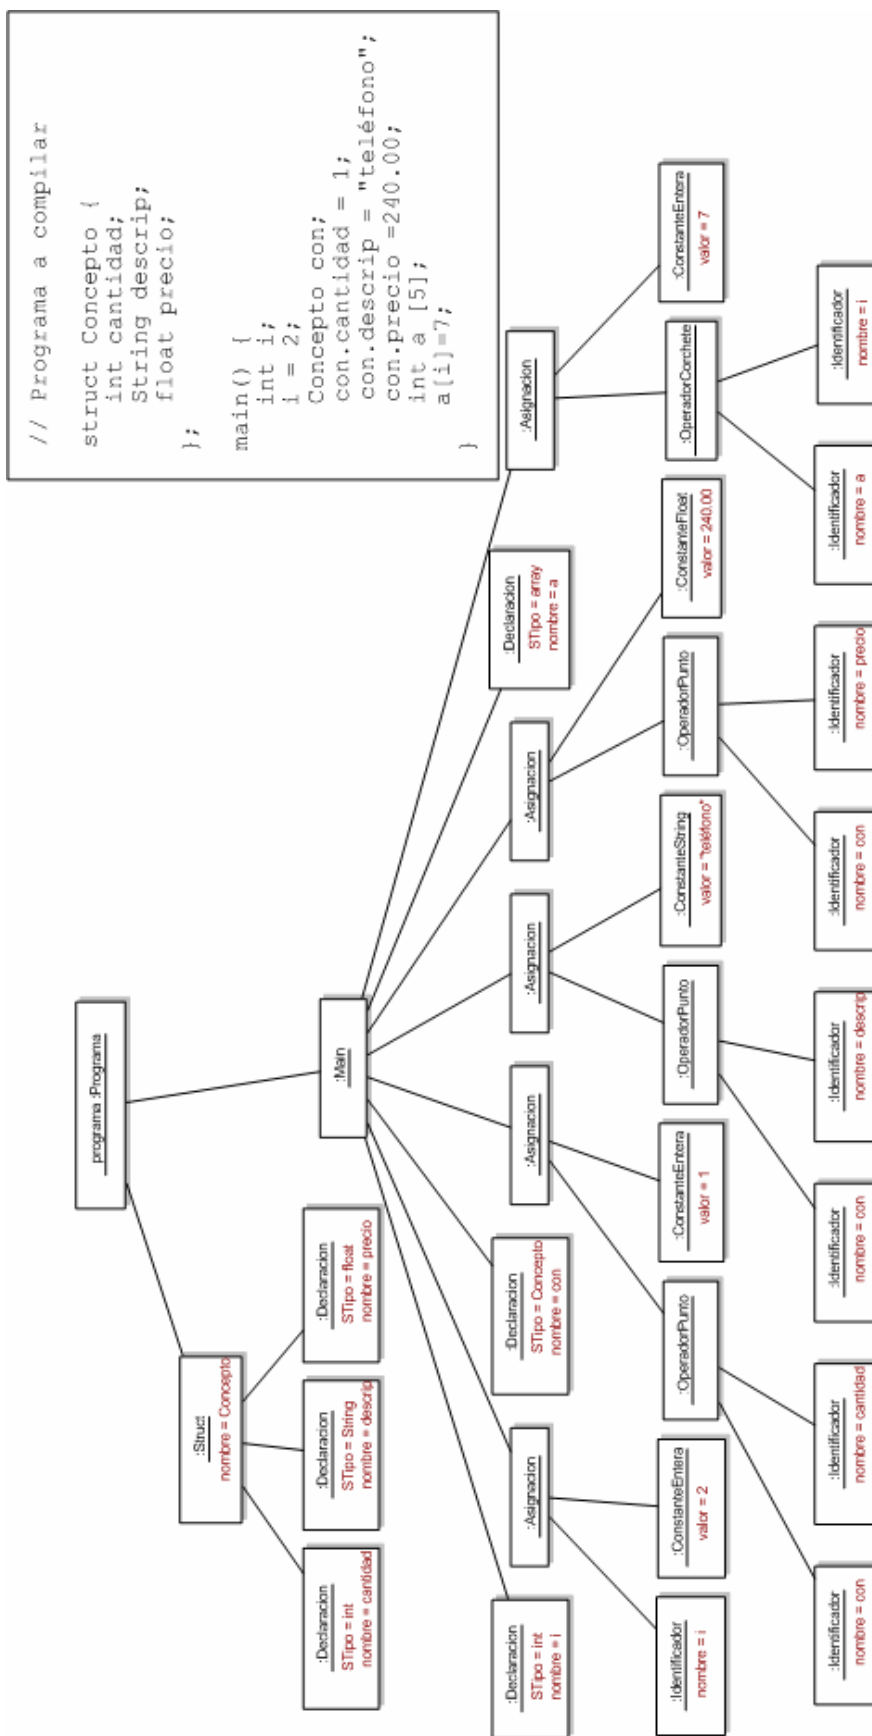 // Programa a compilar
struct Concepto {
int cantidad;
String descrip;
float precio;
};
main() {
int i;
i = 2;
Concepto con;
con.cantidad = 1;
con.descrip = "teléfono";
con.precio =240.00;
int a [5];
a[i]=7;
}
programa :Programa
:Struct
nombre = Concepto
:Main
:Declaracion
STipo = int
nombre = cantidad
:Declaracion
STipo = String
nombre = descrip
:Declaracion
STipo = float
nombre = precio
:Declaracion
STipo = int
nombre = i
:Asignacion
:Declaracion
STipo = Concepto
nombre = con
:Asignacion
:Asignacion
:Asignacion
:Declaracion
STipo = array
nombre = a
:Asignacion
:Identificador
nombre = i
:ConstanteEntera
valor = 2
:OperadorPunto
:ConstanteEntera
valor = 1
:OperadorPunto
:ConstanteString
valor = "teléfono"
:OperadorPunto
:ConstanteFloat
valor = 240.00
:OperadorCorchete
:ConstanteEntera
valor = 7
:Identificador
nombre = con
:Identificador
nombre = cantidad
:Identificador
nombre = con
:Identificador
nombre = descrip
:Identificador
nombre = con
:Identificador
nombre = precio
:Identificador
nombre = a
:Identificador
nombre = i